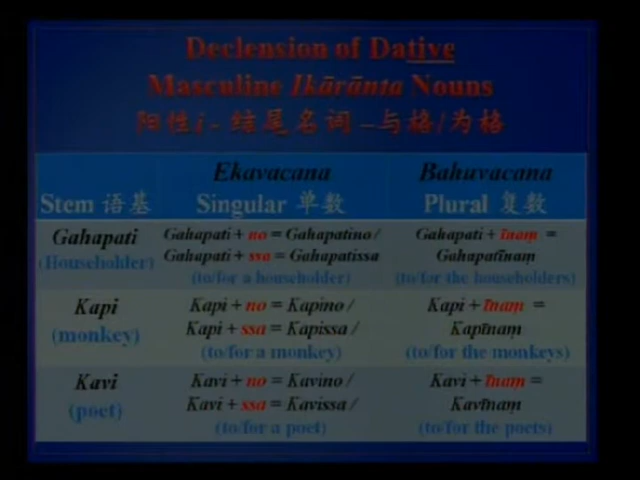 Declension of Dative
Masculine Ikāranta Nouns
阳性i - 结尾名词 –与格/为格
Ekavacana Bahuvacana
Stem 语基 Singular 单数 Plural 复数
Gahapati Gahapati + no = Gahapatino / Gahapati + īnaṃ =
(Householder) Gahapati + ssa = Gahapatissa Gahapatīnaṃ
(to/for a householder) (to/for the householders)
Kapi Kapi + no = Kapino / Kapi + īnaṃ =
(monkey) Kapi + ssa = Kapissa / Kapīnaṃ
(to/for a monkey) (to/for the monkeys)
Kavi Kavi + no = Kavino / Kavi + īnaṃ =
(poet) Kavi + ssa = Kavissa / Kavīnaṃ
(to/for a poet) (to/for the poets)